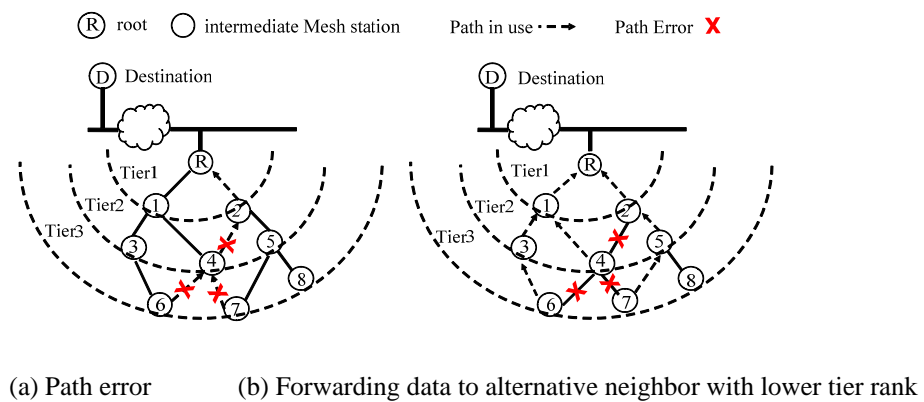 R root intermediate Mesh station Path in use Path Error X
D Destination
R
Tier1
Tier2
Tier3
1
2
3
4
5
6
7
8
D Destination
R
Tier1
Tier2
Tier3
1
2
3
4
5
6
7
8
(a) Path error (b) Forwarding data to alternative neighbor with lower tier rank